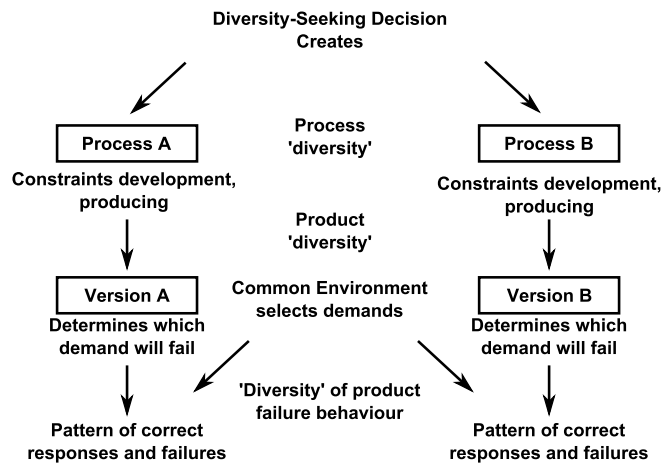 Diversity-Seeking Decision
Creates
Process A
Process
'diversity'
Process B
Constraints development,
producing
Constraints development,
producing
Product
'diversity'
Version A
Common Environment
selects demands
Version B
Determines which
demand will fail
Determines which
demand will fail
'Diversity' of product
failure behaviour
Pattern of correct
responses and failures
Pattern of correct
responses and failures